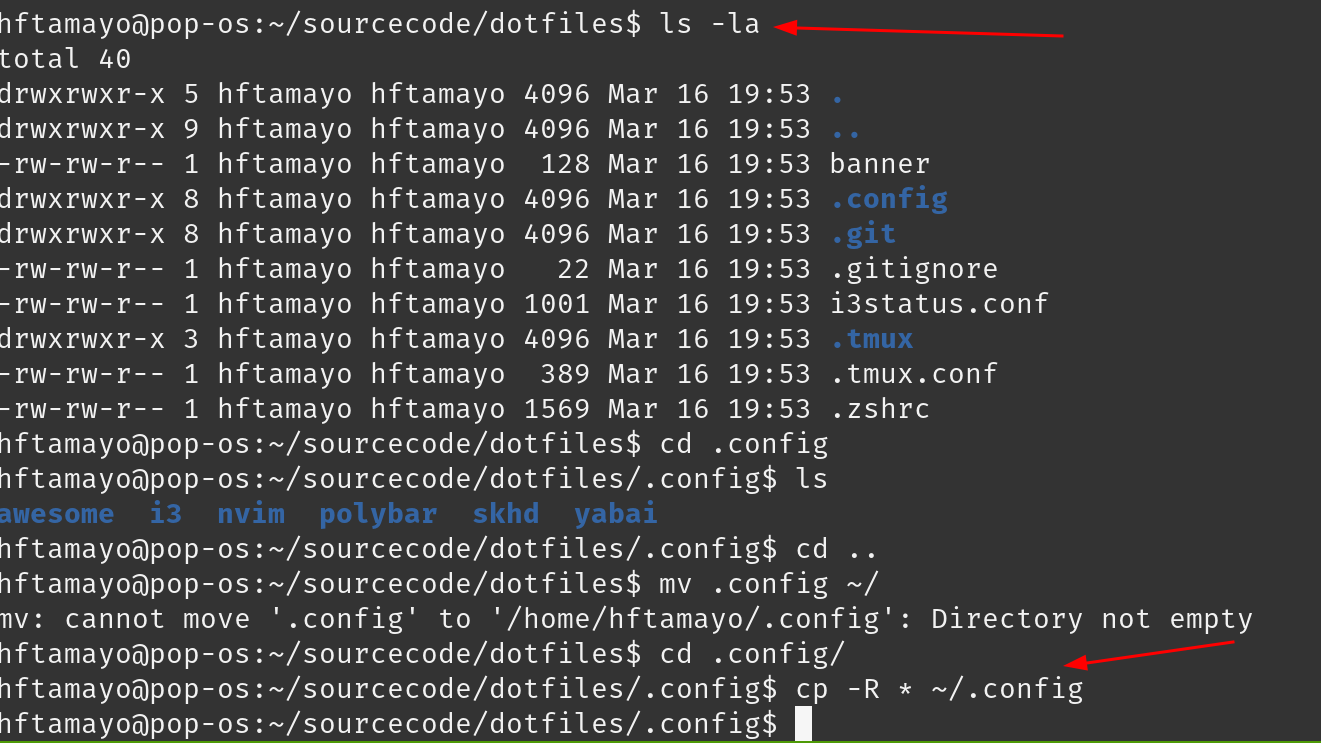 hftamayo@pop-os:~/sourcecode/dotfiles$ ls -la
total 40
drwxrwxr-x 5 hftamayo hftamayo 4096 Mar 16 19:53 .
drwxrwxr-x 9 hftamayo hftamayo 4096 Mar 16 19:53 ..
-rw-rw-r-- 1 hftamayo hftamayo  128 Mar 16 19:53 banner
drwxrwxr-x 8 hftamayo hftamayo 4096 Mar 16 19:53 .config
drwxrwxr-x 8 hftamayo hftamayo 4096 Mar 16 19:53 .git
-rw-rw-r-- 1 hftamayo hftamayo   22 Mar 16 19:53 .gitignore
-rw-rw-r-- 1 hftamayo hftamayo 1001 Mar 16 19:53 i3status.conf
drwxrwxr-x 3 hftamayo hftamayo 4096 Mar 16 19:53 .tmux
-rw-rw-r-- 1 hftamayo hftamayo  389 Mar 16 19:53 .tmux.conf
-rw-rw-r-- 1 hftamayo hftamayo 1569 Mar 16 19:53 .zshrc
hftamayo@pop-os:~/sourcecode/dotfiles$ cd .config
hftamayo@pop-os:~/sourcecode/dotfiles/.config$ ls
awesome  i3  nvim  polybar  skhd  yabai
hftamayo@pop-os:~/sourcecode/dotfiles/.config$ cd ..
hftamayo@pop-os:~/sourcecode/dotfiles$ mv .config ~/
mv: cannot move '.config' to '/home/hftamayo/.config': Directory not empty
hftamayo@pop-os:~/sourcecode/dotfiles$ cd .config/
hftamayo@pop-os:~/sourcecode/dotfiles/.config$ cp -R * ~/.config
hftamayo@pop-os:~/sourcecode/dotfiles/.config$